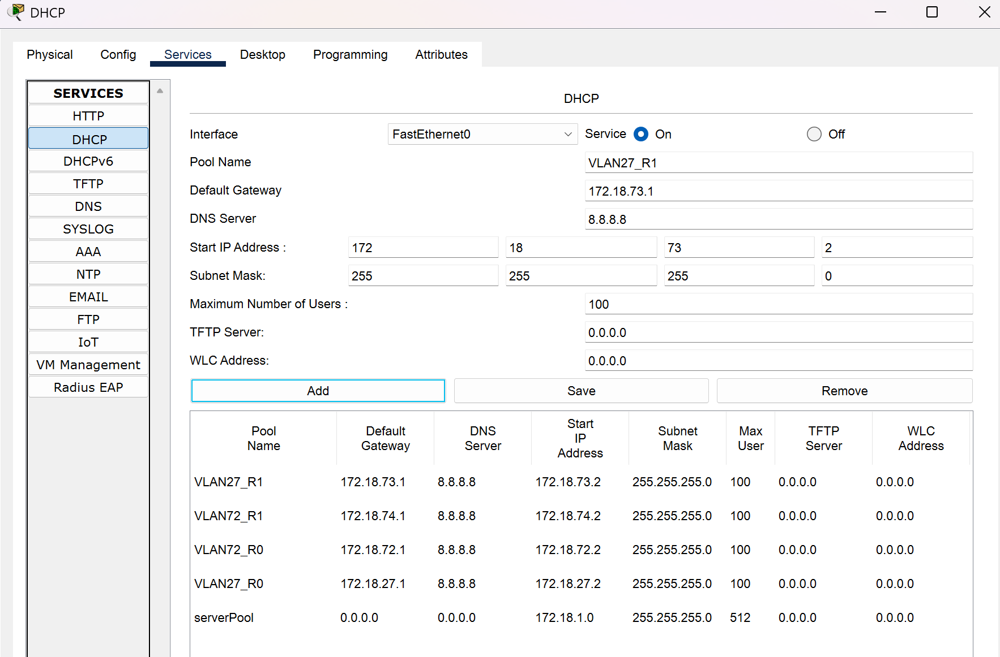 DHCP
Physical Config Services Desktop Programming Attributes
SERVICES
HTTP
DHCP
DHCPv6
TFTP
DNS
SYSLOG
AAA
NTP
EMAIL
FTP
IoT
VM Management
Radius EAP
DHCP
Interface FastEthernet0 Service On Off
Pool Name VLAN27_R1
Default Gateway 172.18.73.1
DNS Server 8.8.8.8
Start IP Address : 172 18 73 2
Subnet Mask: 255 255 255 0
Maximum Number of Users : 100
TFTP Server: 0.0.0.0
WLC Address: 0.0.0.0
Add Save Remove
Pool Name Default Gateway DNS Server Start IP Address Subnet Mask Max User TFTP Server WLC Address
VLAN27_R1 172.18.73.1 8.8.8.8 172.18.73.2 255.255.255.0 100 0.0.0.0 0.0.0.0
VLAN72_R1 172.18.74.1 8.8.8.8 172.18.74.2 255.255.255.0 100 0.0.0.0 0.0.0.0
VLAN72_R0 172.18.72.1 8.8.8.8 172.18.72.2 255.255.255.0 100 0.0.0.0 0.0.0.0
VLAN27_R0 172.18.27.1 8.8.8.8 172.18.27.2 255.255.255.0 100 0.0.0.0 0.0.0.0
serverPool 0.0.0.0 0.0.0.0 172.18.1.0 255.255.255.0 512 0.0.0.0 0.0.0.0